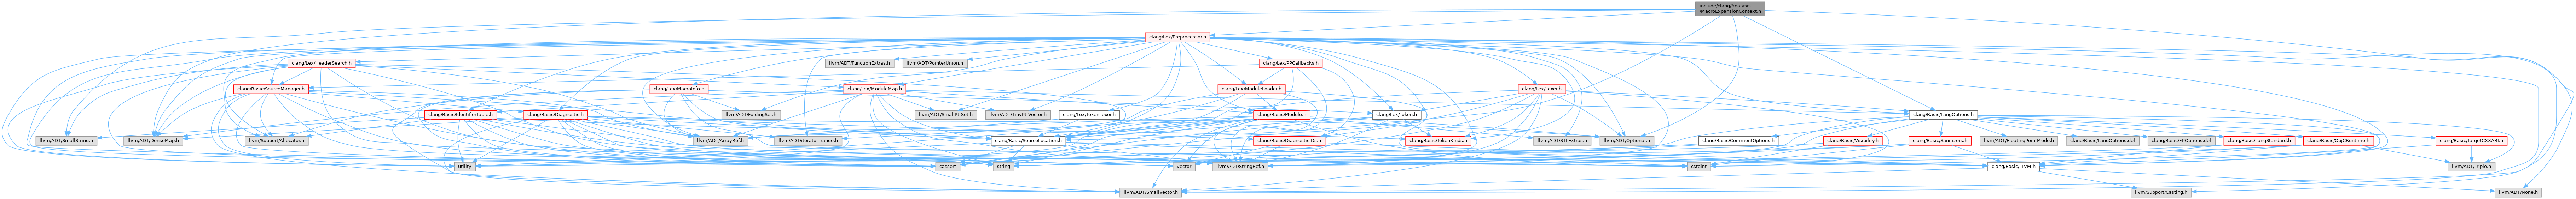 include/clang/Analysis
/MacroExpansionContext.h
clang/Lex/Preprocessor.h
clang/Lex/HeaderSearch.h
llvm/ADT/FunctionExtras.h
llvm/ADT/PointerUnion.h
clang/Lex/PPCallbacks.h
clang/Basic/SourceManager.h
clang/Lex/MacroInfo.h
clang/Lex/ModuleMap.h
clang/Lex/ModuleLoader.h
clang/Lex/Lexer.h
clang/Basic/IdentifierTable.h
clang/Basic/Diagnostic.h
llvm/ADT/FoldingSet.h
llvm/ADT/SmallPtrSet.h
llvm/ADT/TinyPtrVector.h
clang/Lex/TokenLexer.h
clang/Basic/Module.h
clang/Lex/Token.h
clang/Basic/LangOptions.h
llvm/ADT/SmallString.h
llvm/ADT/DenseMap.h
llvm/Support/Allocator.h
llvm/ADT/ArrayRef.h
llvm/ADT/iterator_range.h
clang/Basic/SourceLocation.h
clang/Basic/DiagnosticIDs.h
llvm/ADT/STLExtras.h
llvm/ADT/Optional.h
clang/Basic/TokenKinds.h
clang/Basic/CommentOptions.h
clang/Basic/Visibility.h
clang/Basic/Sanitizers.h
llvm/ADT/FloatingPointMode.h
clang/Basic/LangOptions.def
clang/Basic/FPOptions.def
clang/Basic/LangStandard.h
clang/Basic/ObjCRuntime.h
clang/Basic/TargetCXXABI.h
utility
cassert
string
vector
llvm/ADT/StringRef.h
cstdint
clang/Basic/LLVM.h
llvm/ADT/Triple.h
llvm/ADT/SmallVector.h
llvm/Support/Casting.h
llvm/ADT/None.h